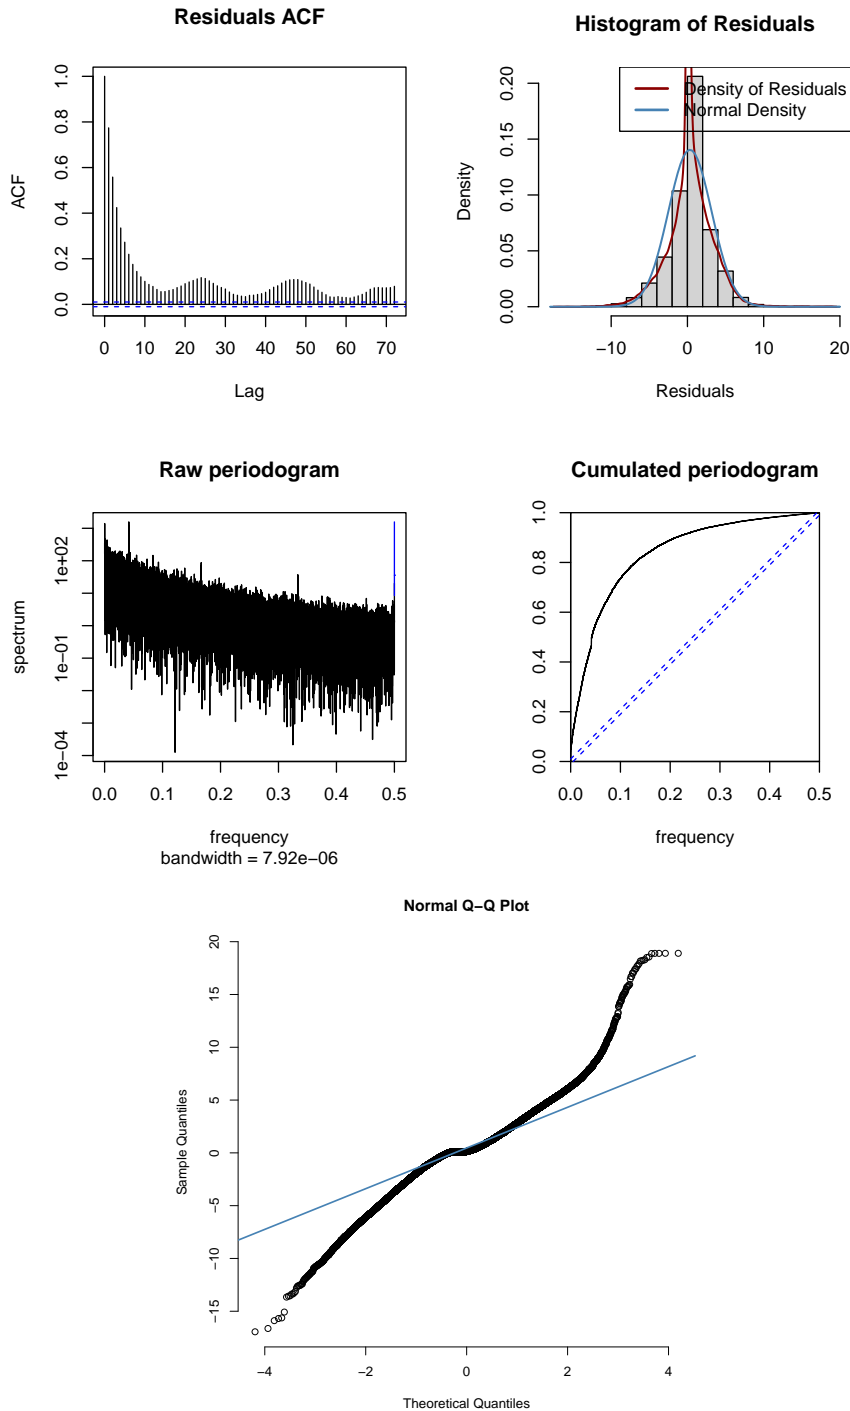 Residuals ACF
ACF
0.0 0.2 0.4 0.6 0.8 1.0
0 10 20 30 40 50 60 70
Lag
Histogram of Residuals
Density of Residuals
Normal Density
Density
0.00 0.05 0.10 0.15 0.20
−10 0 10 20
Residuals
Raw periodogram
spectrum
1e−04 1e−01 1e+02
0.0 0.1 0.2 0.3 0.4 0.5
frequency
bandwidth = 7.92e−06
Cumulated periodogram
0.0 0.2 0.4 0.6 0.8 1.0
0.0 0.1 0.2 0.3 0.4 0.5
frequency
Normal Q−Q Plot
Sample Quantiles
−15 −10 −5 0 5 10 15 20
−4 −2 0 2 4
Theoretical Quantiles